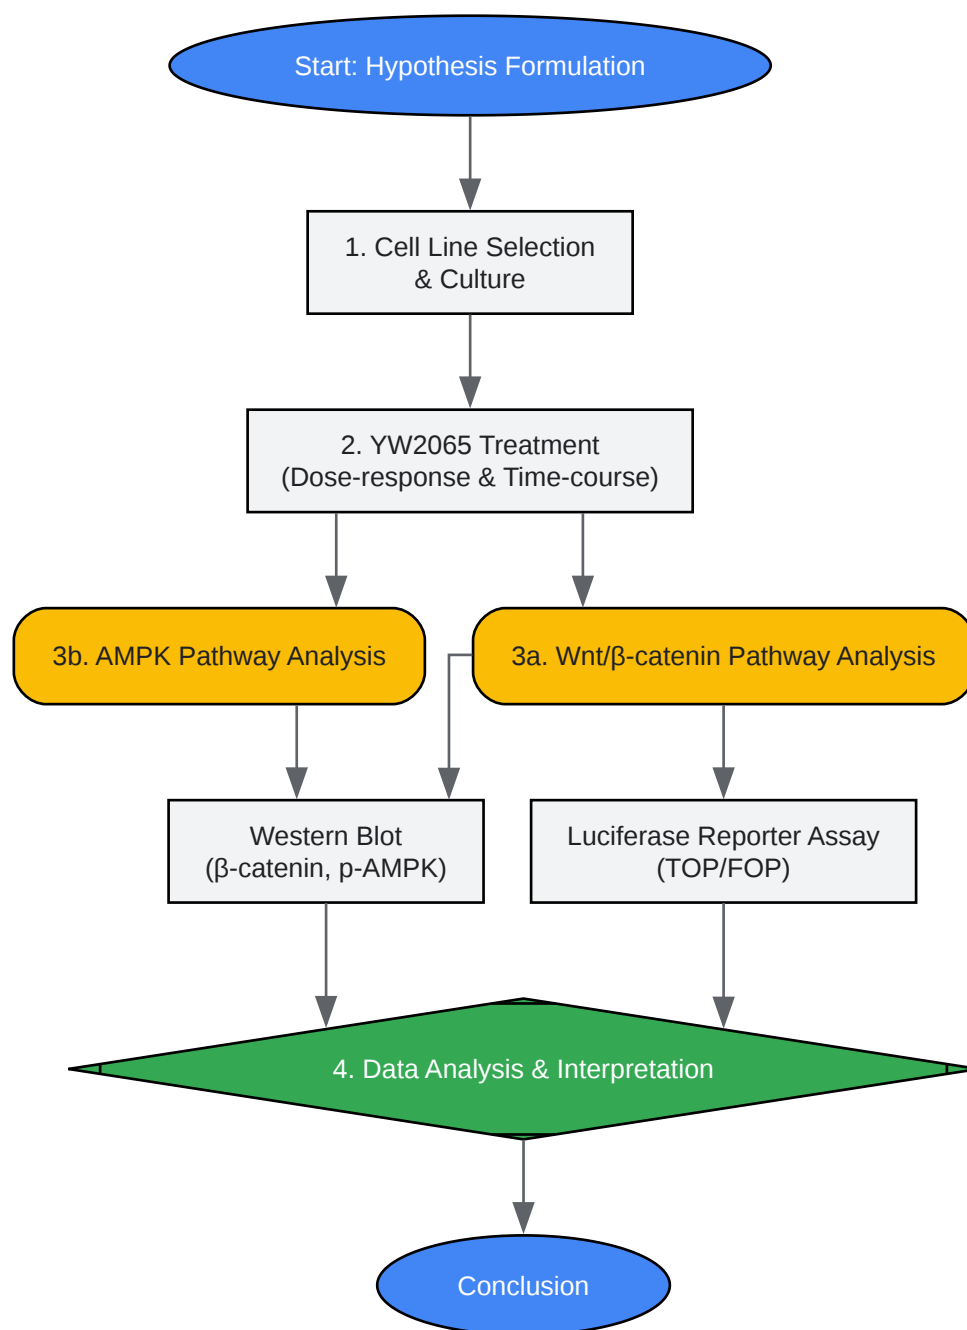 Start: Hypothesis Formulation
1. Cell Line Selection
& Culture
2. YW2065 Treatment
(Dose-response & Time-course)
3b. AMPK Pathway Analysis
3a. Wnt/β-catenin Pathway Analysis
Western Blot
(β-catenin, p-AMPK)
Luciferase Reporter Assay
(TOP/FOP)
4. Data Analysis & Interpretation
Conclusion